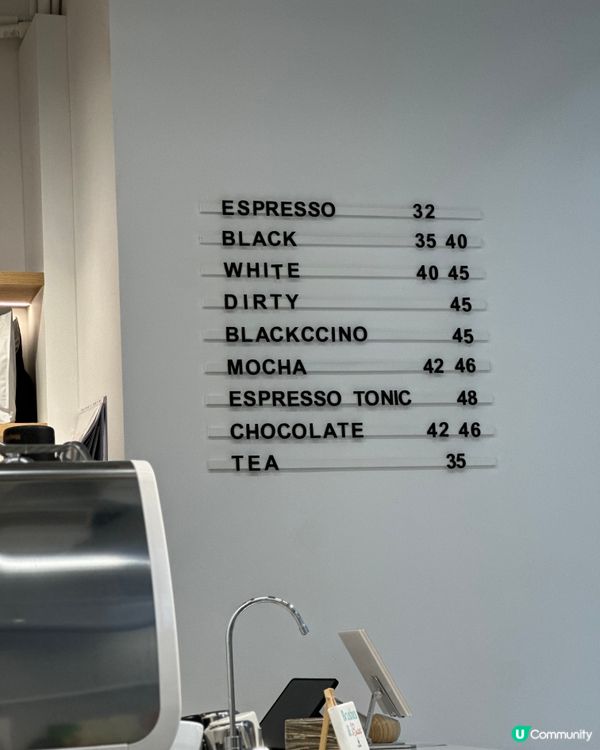 ESPRESSO 32
BLACK 35 40
WHITE 40 45
DIRTY 45
BLACKCCINO 45
MOCHA 42 46
ESPRESSO TONIC 48
CHOCOLATE 42 46
TEA 35
U Community